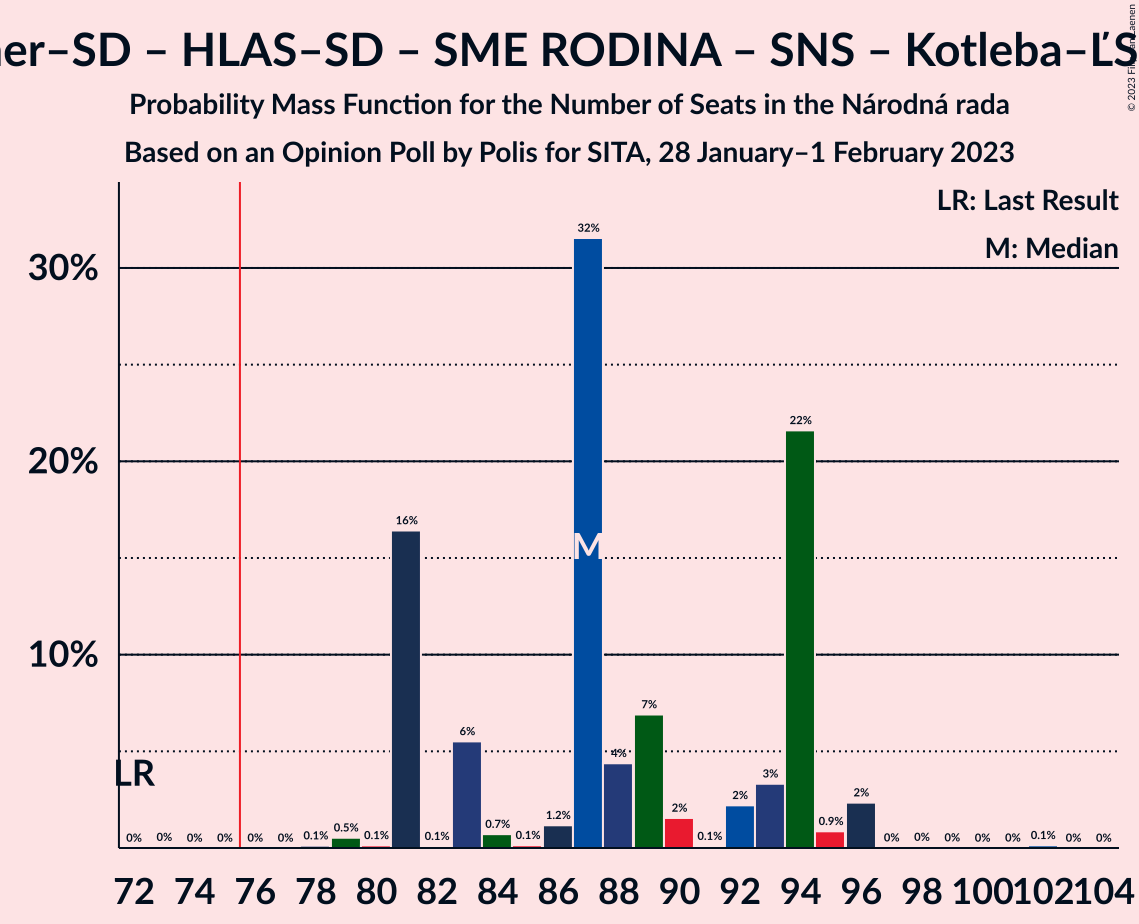 er–SD – HLAS–SD – SME RODINA – SNS – Kotleba–ĽS
Probability Mass Function for the Number of Seats in the Národná rada
Based on an Opinion Poll by Polis for SITA, 28 January–1 February 2023
© 2023 Filip van Laenen
LR: Last Result
M: Median
30%
20%
10%
32%
22%
16%
7%
6%
4%
3%
2%
2%
2%
1.2%
0.9%
0.7%
0.5%
M
LR
0% 0% 0% 0% 0% 0% 0.1% 0.1% 0.1% 0.1% 0.1% 0% 0% 0% 0% 0% 0.1% 0% 0%
72 74 76 78 80 82 84 86 88 90 92 94 96 98 100 102 104